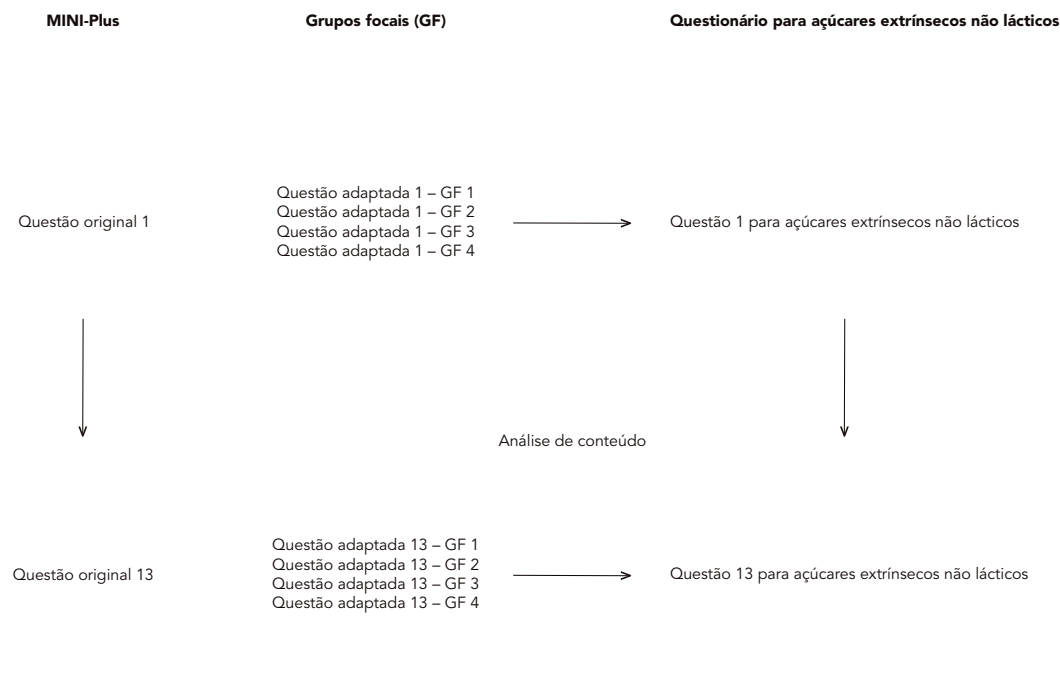 MINI-Plus
Grupos focais (GF)
Questionário para açúcares extrínsecos não lácticos
Questão original 1
Questão adaptada 1 – GF 1
Questão adaptada 1 – GF 2
Questão adaptada 1 – GF 3
Questão adaptada 1 – GF 4
Questão 1 para açúcares extrínsecos não lácticos
Análise de conteúdo
Questão original 13
Questão adaptada 13 – GF 1
Questão adaptada 13 – GF 2
Questão adaptada 13 – GF 3
Questão adaptada 13 – GF 4
Questão 13 para açúcares extrínsecos não lácticos